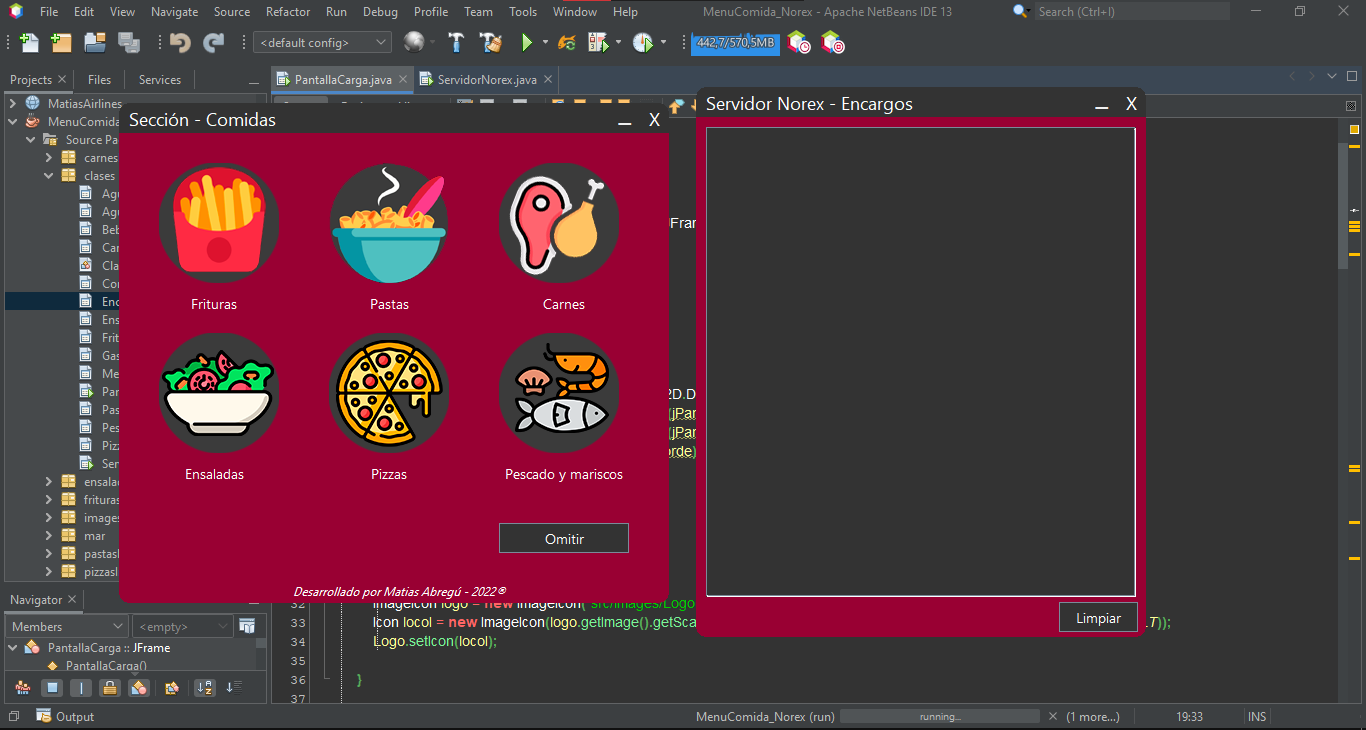 File Edit View Navigate Source Refactor Run Debug Profile Team Tools Window Help MenuComida_Norex - Apache NetBeans IDE 13 Search (Ctrl+I)
<default config> 442,7/570,5MB
Projects Files Services PantallaCarga.java ServidorNorex.java
MatiasAirlines
MenuComida
Source Pa
carnes
clases
Agu
Agu
Beb
Car
Cla
Cor
Enc
Ens
Frit
Gas
Me
Par
Pas
Pes
Pizz
Ser
ensalad
frituras
images
mar
pastasI
pizzasI
Sección - Comidas
X
Frituras Pastas Carnes
Ensaladas Pizzas Pescado y mariscos
Omitir
Desarrollado por Matias Abregú - 2022®
Servidor Norex - Encargos
X
Limpiar
JFra
2D.D
(jPar
(jPar
orde)
32 ImageIcon logo = new ImageIcon("src/images/Logo
33 Icon locol = new ImageIcon(logo.getImage().getSca
.T));
34 Logo.setIcon(locol);
35
36 }
37
Navigator
Members <empty>
PantallaCarga :: JFrame
PantallaCarga()
Output MenuComida_Norex (run) running... (1 more...) 19:33 INS